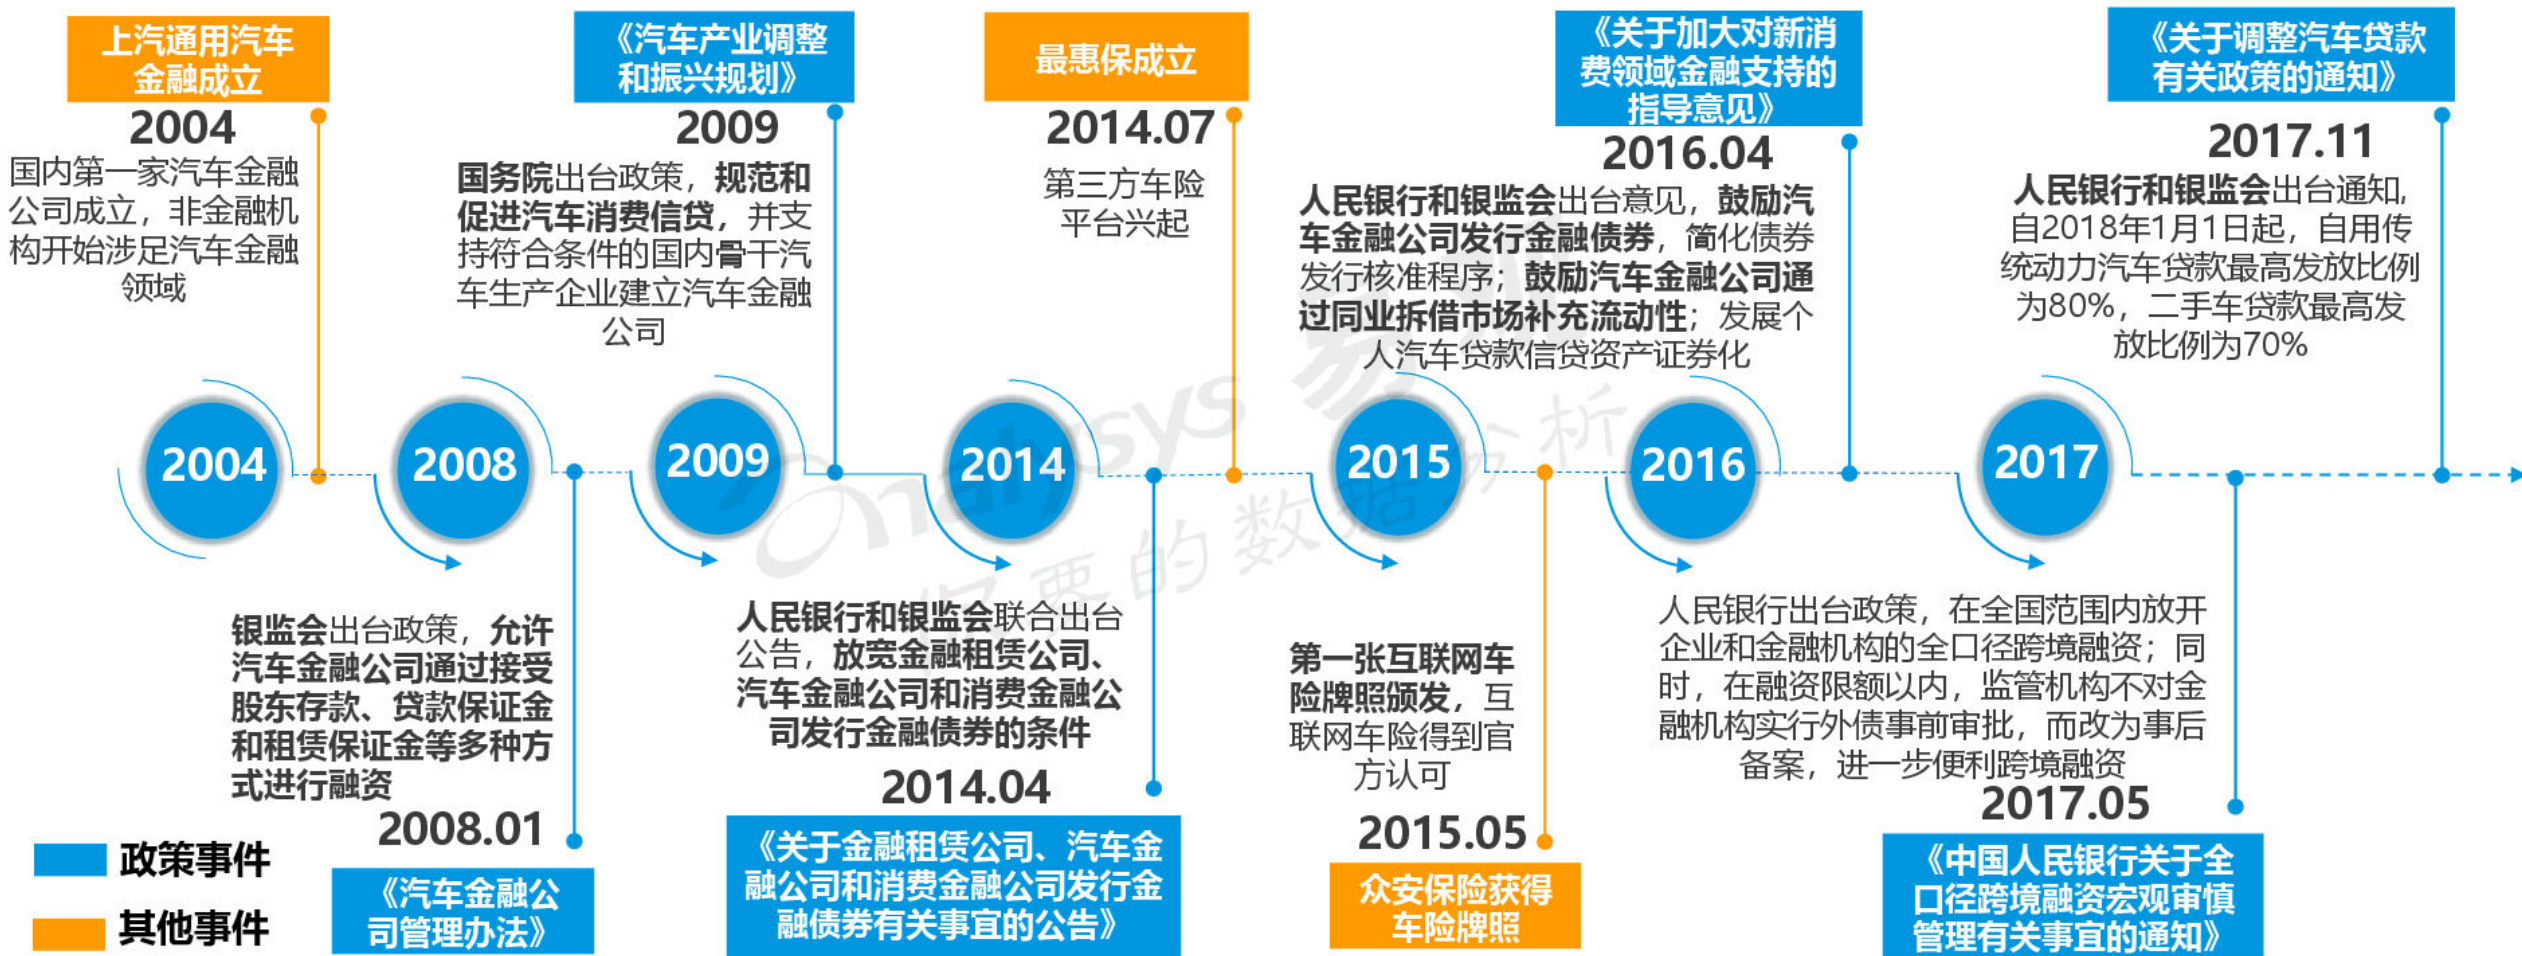 上汽通用汽车
金融成立
2004
国内第一家汽车金融
公司成立，非金融机
构开始涉足汽车金融
领域
《汽车产业调整
和振兴规划》
2009
国务院出台政策，规范和
促进汽车消费信贷，并支
持符合条件的国内骨干汽
车生产企业建立汽车金融
公司
最惠保成立
2014.07
第三方车险
平台兴起
《关于加大对新消
费领域金融支持的
指导意见》
2016.04
人民银行和银监会出台意见，鼓励汽
车金融公司发行金融债券，简化债券
发行核准程序；鼓励汽车金融公司通
过同业拆借市场补充流动性；发展个
人汽车贷款信贷资产证券化
《关于调整汽车贷款
有关政策的通知》
2017.11
人民银行和银监会出台通知,
自2018年1月1日起，自用传
统动力汽车贷款最高发放比例
为80%，二手车贷款最高发
放比例为70%
2004
2008
2009
2014
2015
2016
2017
银监会出台政策，允许
汽车金融公司通过接受
股东存款、贷款保证金
和租赁保证金等多种方
式进行融资
2008.01
《汽车金融公
司管理办法》
人民银行和银监会联合出台
公告，放宽金融租赁公司、
汽车金融公司和消费金融公
司发行金融债券的条件
2014.04
《关于金融租赁公司、汽车金
融公司和消费金融公司发行金
融债券有关事宜的公告》
第一张互联网车
险牌照颁发，互
联网车险得到官
方认可
2015.05
众安保险获得
车险牌照
人民银行出台政策，在全国范围内放开
企业和金融机构的全口径跨境融资；同
时，在融资限额以内，监管机构不对金
融机构实行外债事前审批，而改为事后
备案，进一步便利跨境融资
2017.05
《中国人民银行关于全
口径跨境融资宏观审慎
管理有关事宜的通知》
政策事件
其他事件
Analysys 易观
你要的数据分析